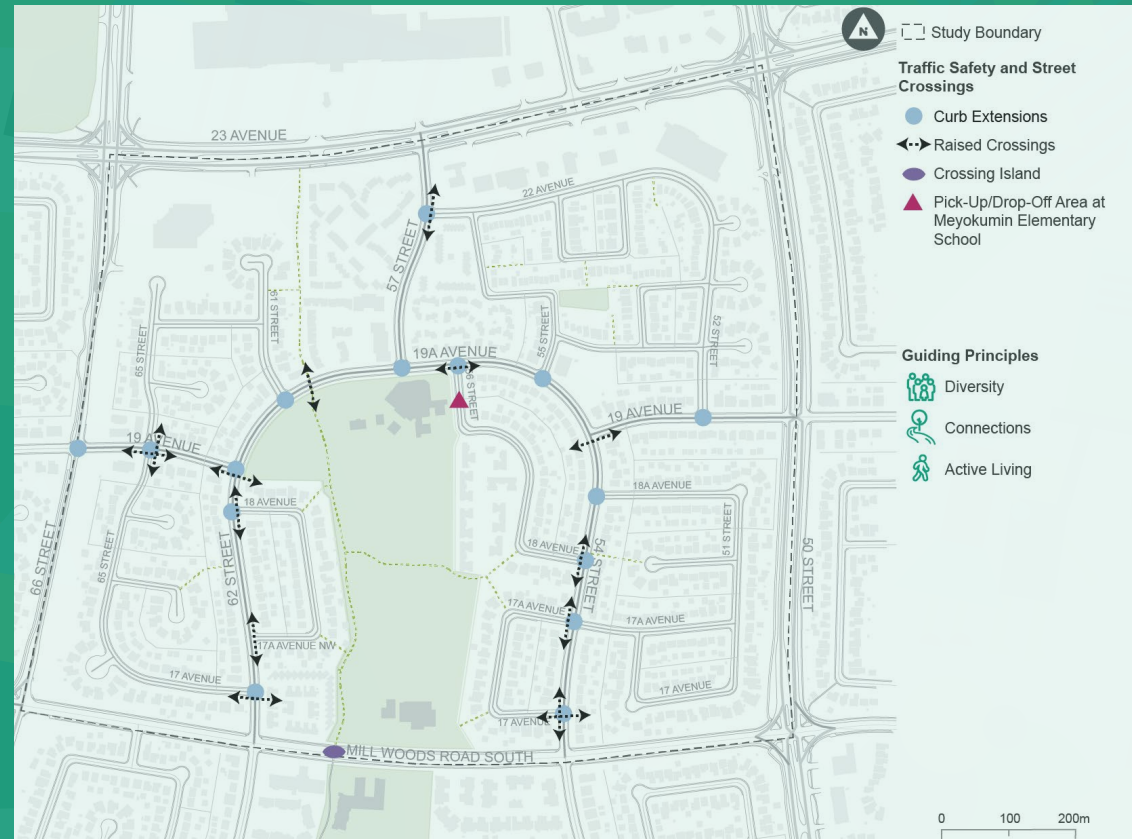 N
Study Boundary
Traffic Safety and Street
Crossings
Curb Extensions
Raised Crossings
Crossing Island
Pick-Up/Drop-Off Area at
Meyokumin Elementary
School
Guiding Principles
Diversity
Connections
Active Living
23 AVENUE
22 AVENUE
57 STREET
61 STREET
65 STREET
19A AVENUE
55 STREET
52 STREET
6 STREET
19 AVENUE
19 AVENUE
18A AVENUE
18 AVENUE
51 STREET
66 STREET
62 STREET
65 STREET
18 AVENUE
54 STREET
50 STREET
17A AVENUE
17A AVENUE
17A AVENUE NW
17 AVENUE
17 AVENUE
17 AVENUE
MILL WOODS ROAD SOUTH
0 100 200m